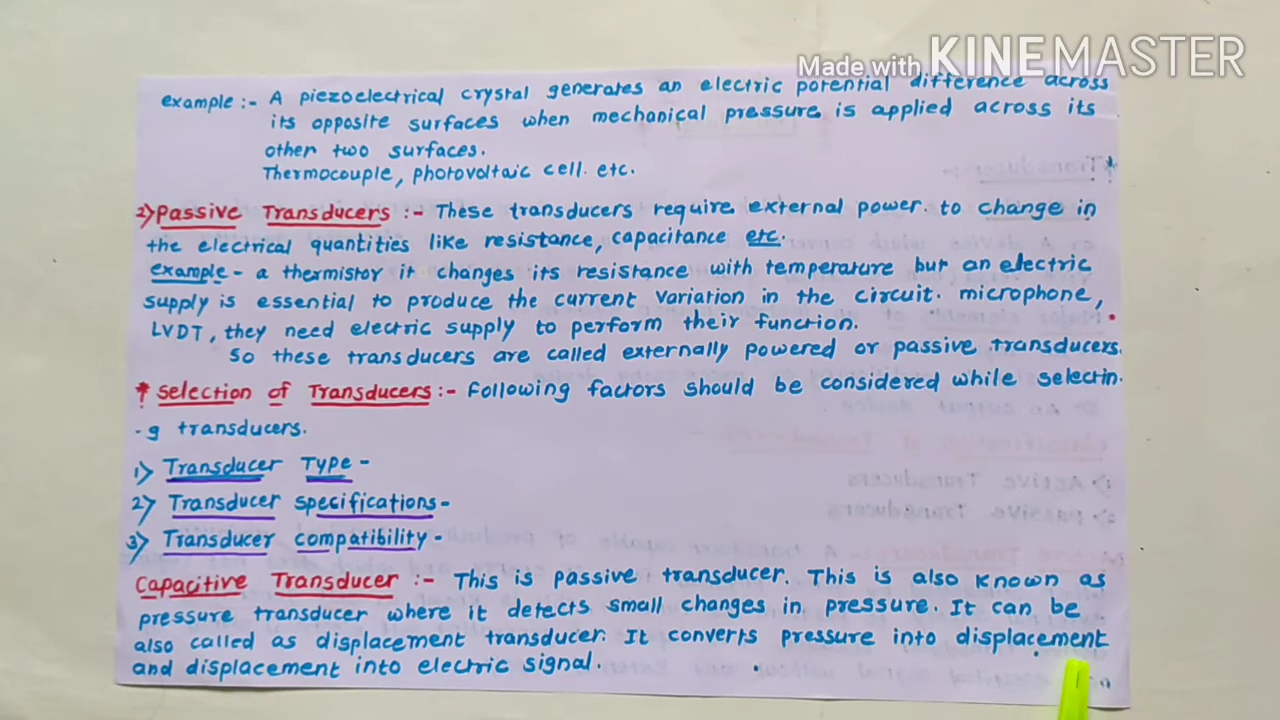 Made with KINEMASTER
example :- A piezoelectrical crystal generates an electric potential difference across
its opposite surfaces when mechanical pressure is applied across its
other two surfaces.
Thermocouple, photovoltaic cell. etc.
2) Passive Transducers :- These transducers require external power. to change in
the electrical quantities like resistance, capacitance etc.
example - a thermistor it changes its resistance with temperature but an electric
supply is essential to produce the current variation in the circuit. microphone,
LVDT, they need electric supply to perform their function.
So these transducers are called externally powered or passive transducers.
* Selection of Transducers :- Following factors should be considered while selectin.
-g transducers.
1) Transducer Type -
2) Transducer specifications -
3) Transducer compatibility -
Capacitive Transducer :- This is passive transducer. This is also known as
pressure transducer where it detects small changes in pressure. It can be
also called as displacement transducer. It converts pressure into displacement
and displacement into electric signal.